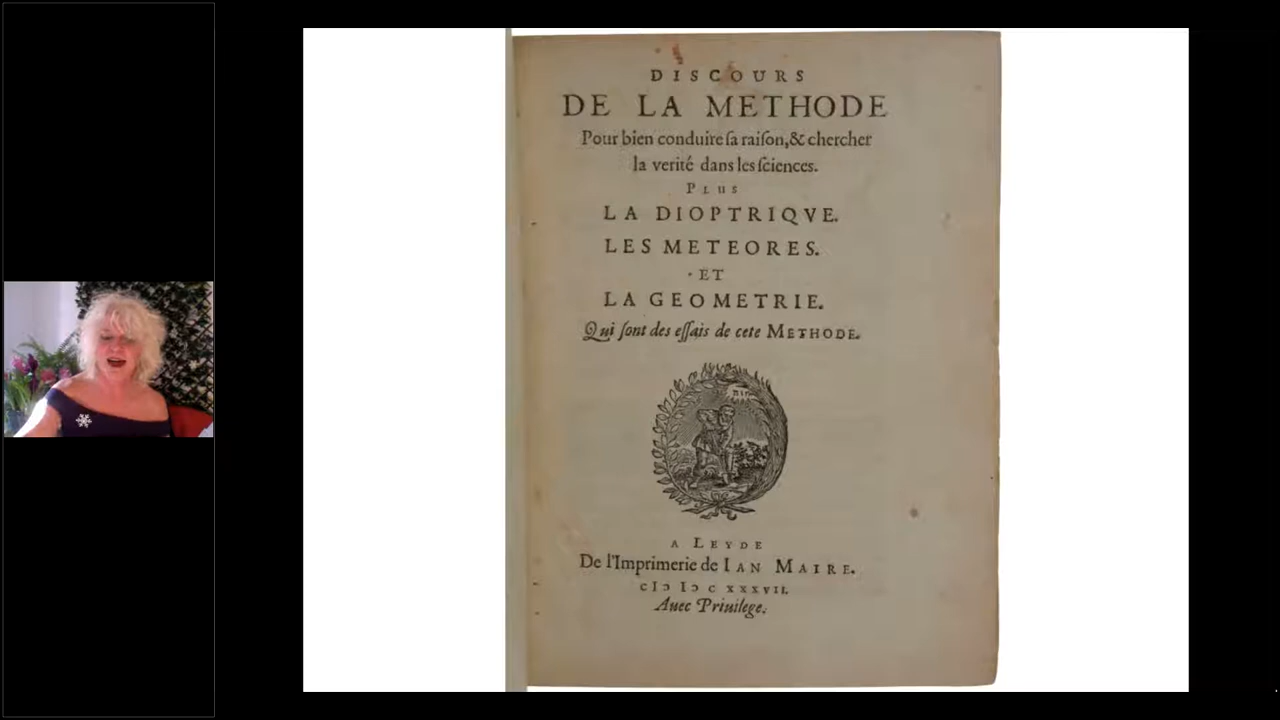 DISCOURS
DE LA METHODE
Pour bien conduire ſa raiſon, & chercher
la verité dans les ſciences.
PLUS
LA DIOPTRIQVE.
LES METEORES.
ET
LA GEOMETRIE.
Qui ſont des eſſais de cete METHODE.
A LEYDE
De l'Imprimerie de IAN MAIRE.
CIↃ IↃ C XXXVII.
Auec Priuilege.